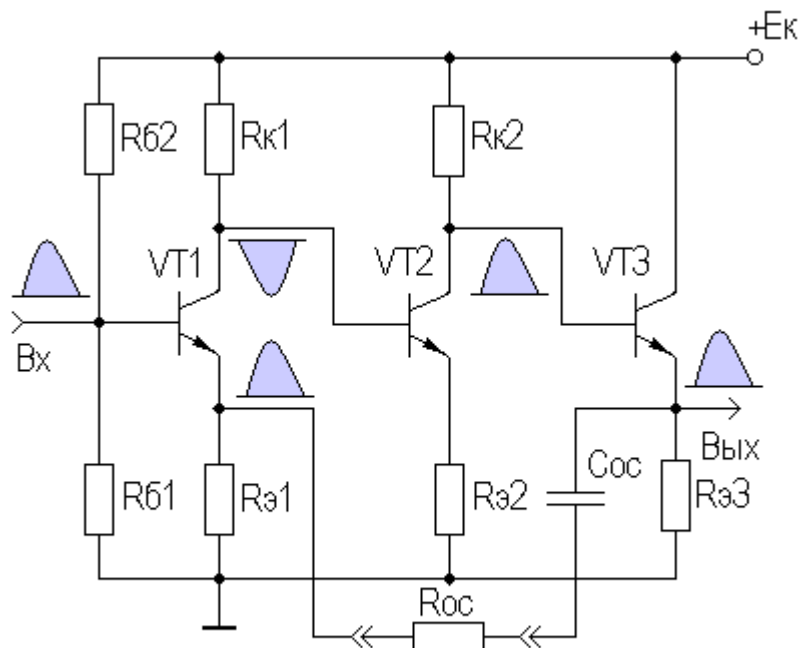 +Eк
Rб2
Rк1
Rк2
VT1
VT2
VT3
Вх
Вых
Cос
Rб1
Rэ1
Rэ2
Rэ3
Rос